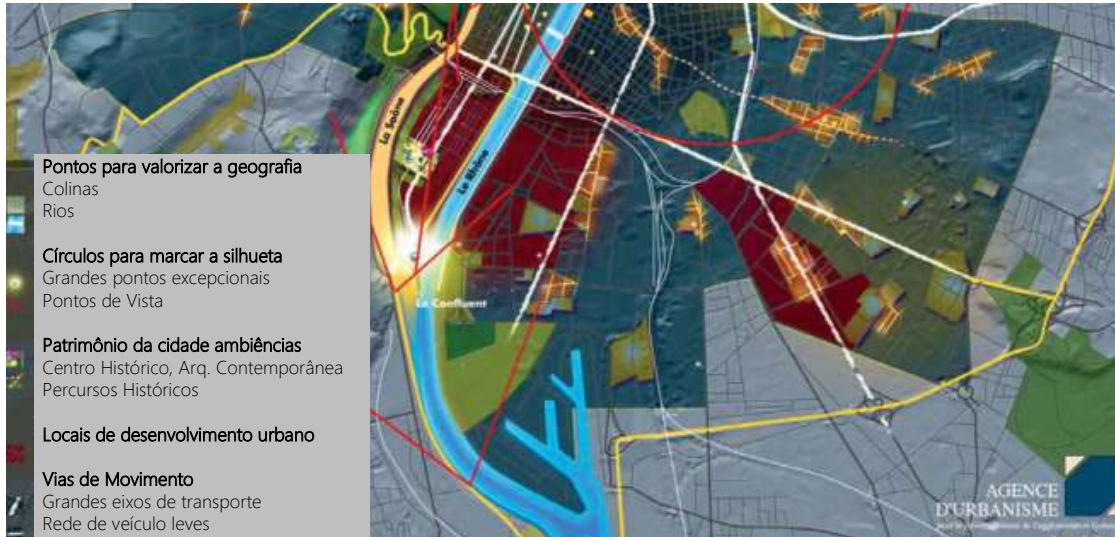 La Saône
Le Rhône
Le Confluent
Pontos para valorizar a geografia
Colinas
Rios
Círculos para marcar a silhueta
Grandes pontos excepcionais
Pontos de Vista
Patrimônio da cidade ambiências
Centro Histórico, Arq. Contemporânea
Percursos Históricos
Locais de desenvolvimento urbano
Vias de Movimento
Grandes eixos de transporte
Rede de veículo leves
AGENCE
D'URBANISME